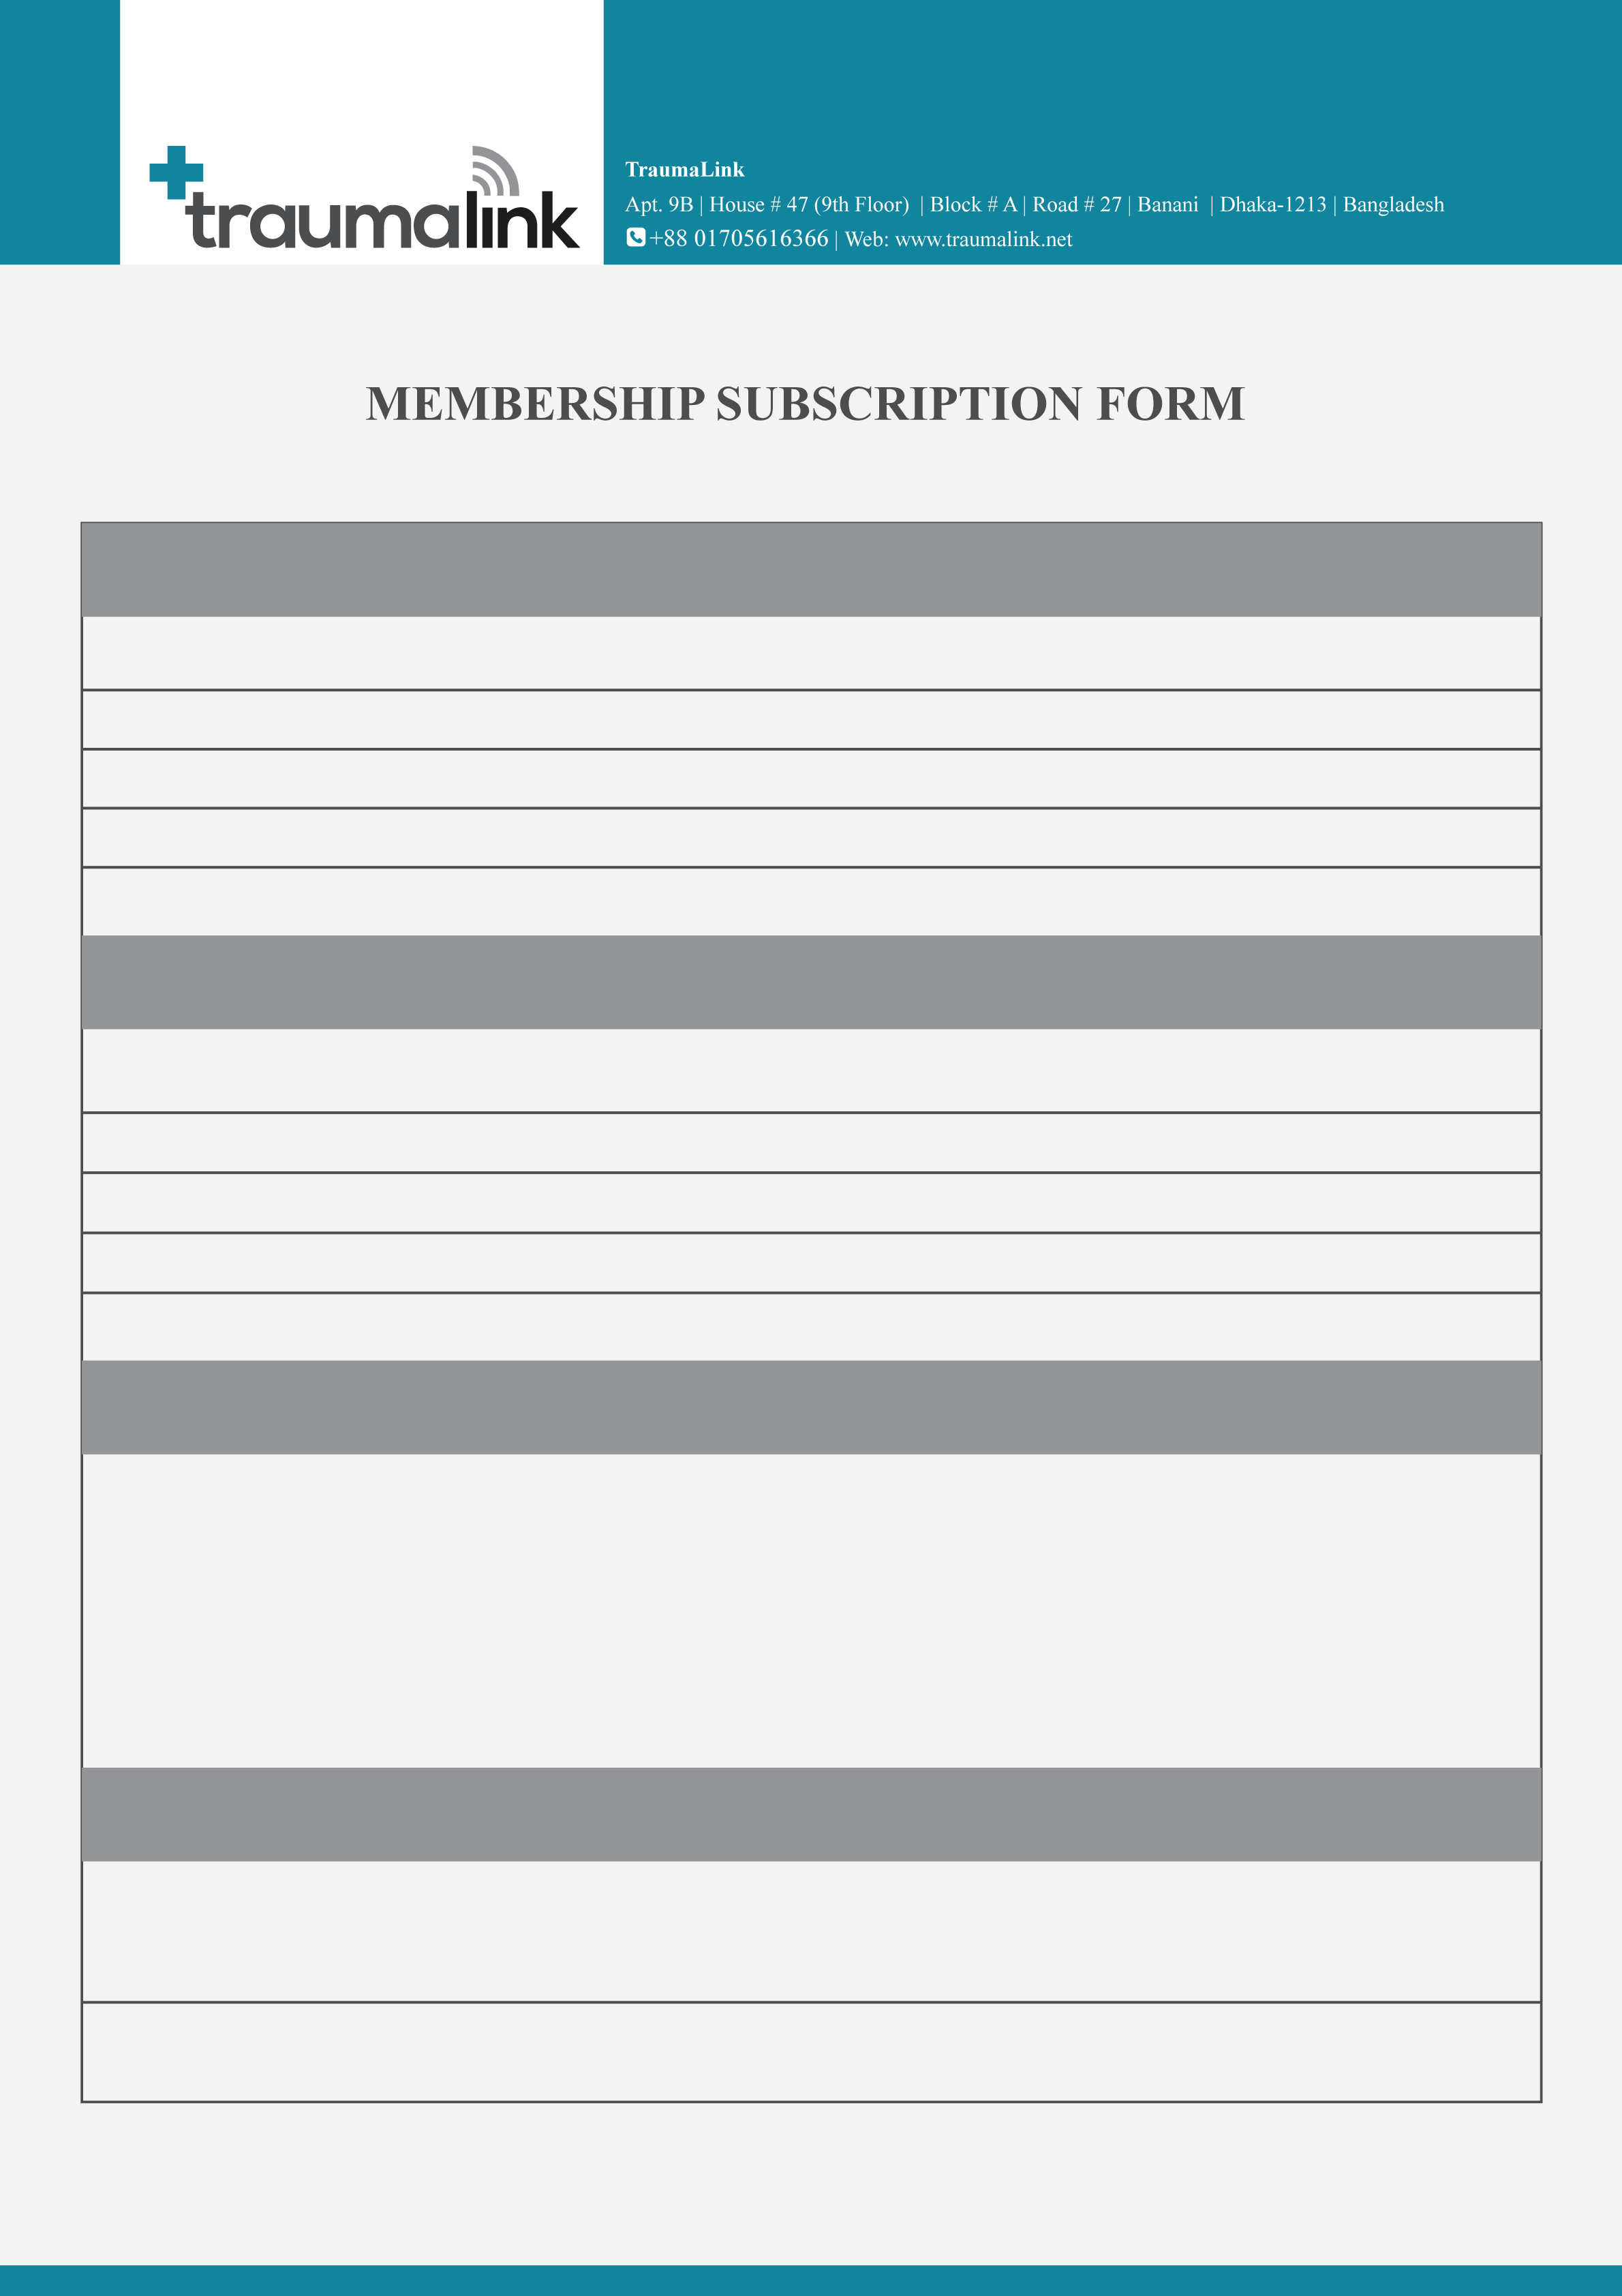 traumalink
TraumaLink
Apt. 9B | House # 47 (9th Floor) | Block # A | Road # 27 | Banani | Dhaka-1213 | Bangladesh
+88 01705616366 | Web: www.traumalink.net
MEMBERSHIP SUBSCRIPTION FORM